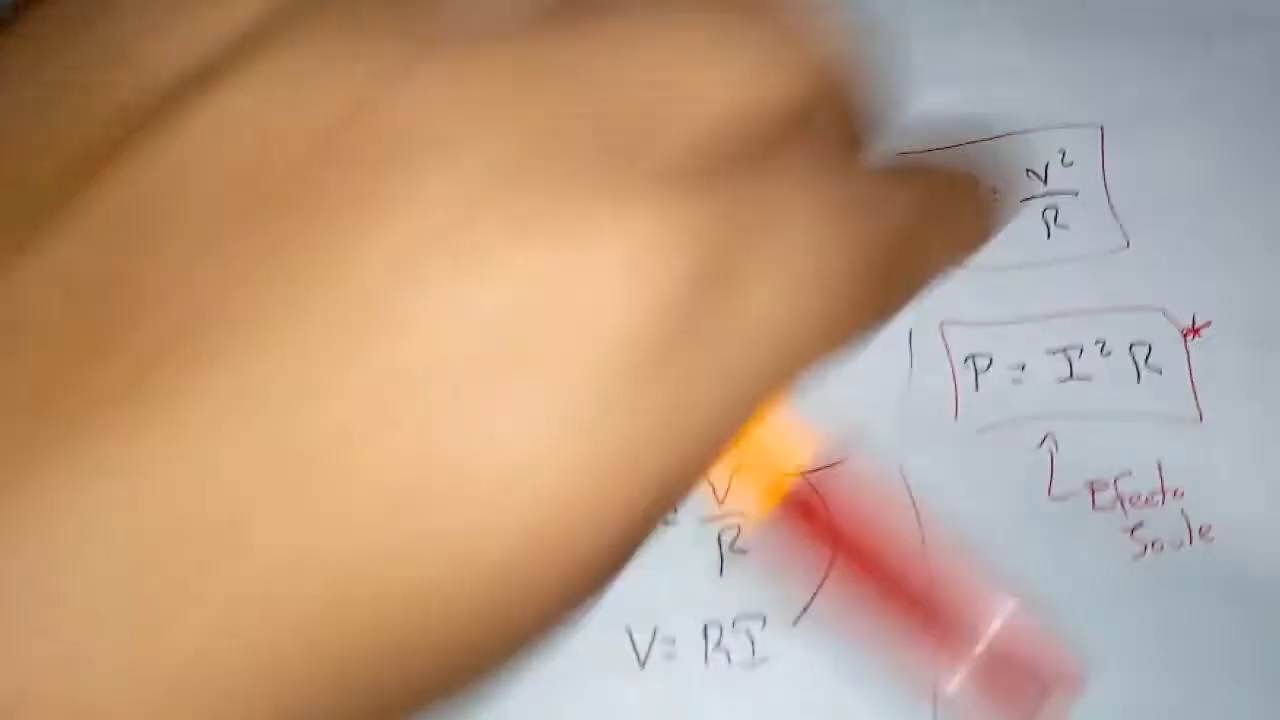 V²/R
P = I² R
Efecto
Joule
V/R
V = RI